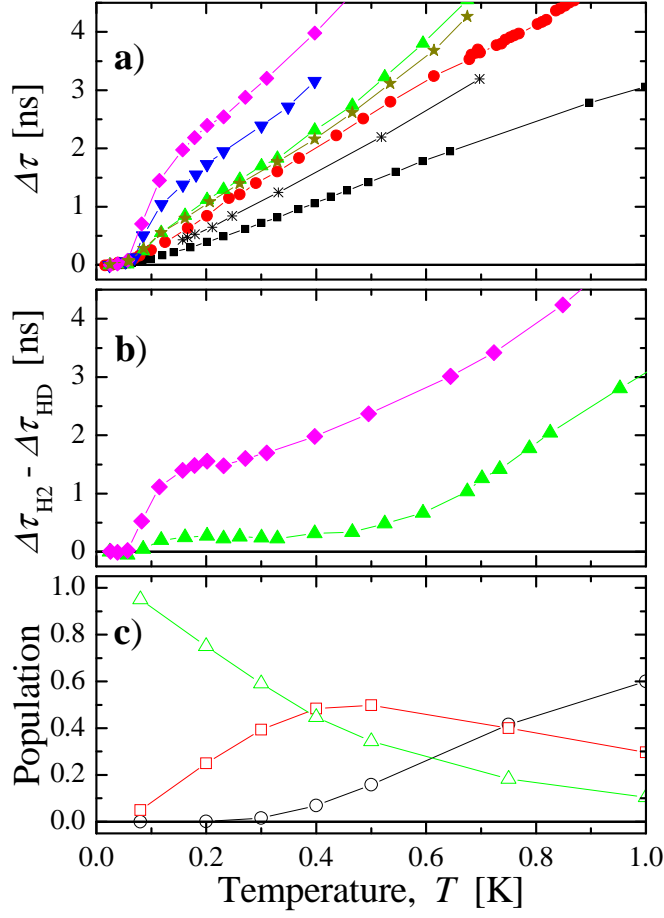 a)
Δτ [ns]
4
3
2
1
0
b)
Δτ_H2 - Δτ_HD [ns]
4
3
2
1
0
c)
Population
1.0
0.8
0.6
0.4
0.2
0.0
0.0 0.2 0.4 0.6 0.8 1.0
Temperature, T [K]